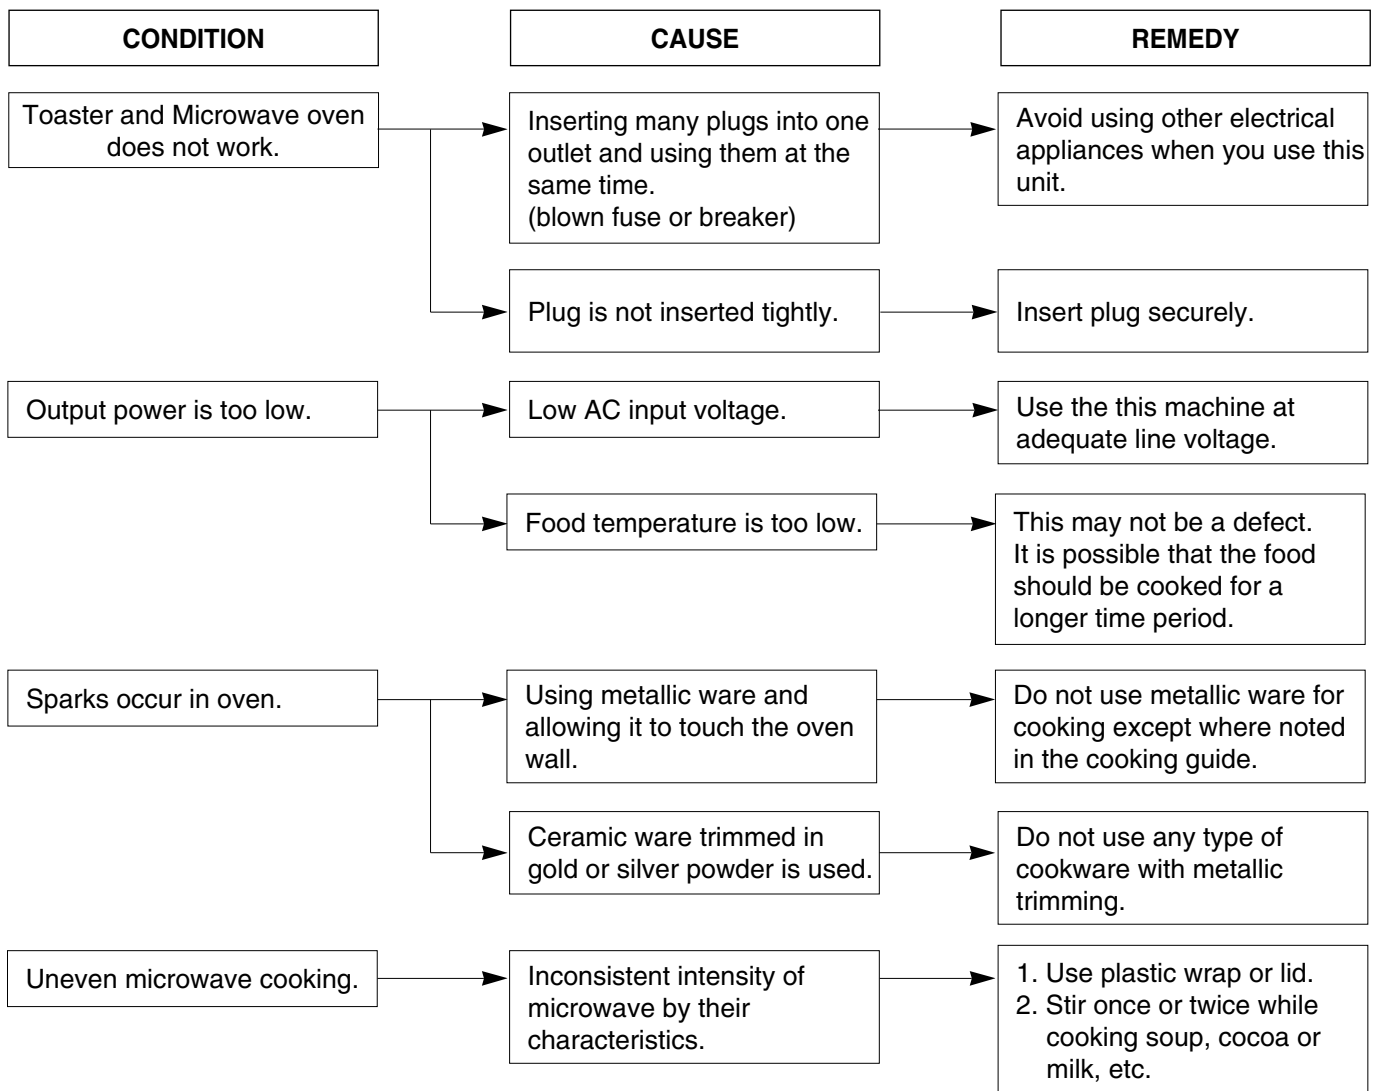 CONDITION
CAUSE
REMEDY
Toaster and Microwave oven
does not work.
Inserting many plugs into one
outlet and using them at the
same time.
(blown fuse or breaker)
Avoid using other electrical
appliances when you use this
unit.
Plug is not inserted tightly.
Insert plug securely.
Output power is too low.
Low AC input voltage.
Use the this machine at
adequate line voltage.
Food temperature is too low.
This may not be a defect.
It is possible that the food
should be cooked for a
longer time period.
Sparks occur in oven.
Using metallic ware and
allowing it to touch the oven
wall.
Do not use metallic ware for
cooking except where noted
in the cooking guide.
Ceramic ware trimmed in
gold or silver powder is used.
Do not use any type of
cookware with metallic
trimming.
Uneven microwave cooking.
Inconsistent intensity of
microwave by their
characteristics.
1. Use plastic wrap or lid.
2. Stir once or twice while
cooking soup, cocoa or
milk, etc.